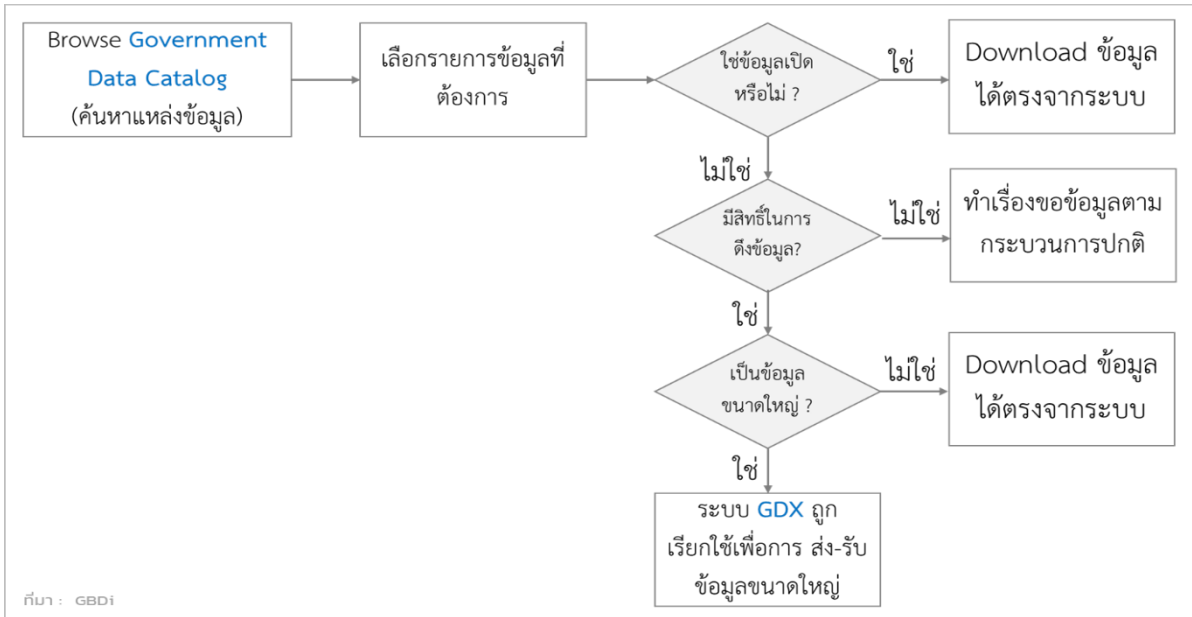 Browse Government
Data Catalog
(ค้นหาแหล่งข้อมูล)
เลือกรายการข้อมูลที่
ต้องการ
ใช่ข้อมูลเปิด
หรือไม่ ?
ใช่
Download ข้อมูล
ได้ตรงจากระบบ
ไม่ใช่
มีสิทธิ์ในการ
ดึงข้อมูล?
ไม่ใช่
ทำเรื่องขอข้อมูลตาม
กระบวนการปกติ
ใช่
เป็นข้อมูล
ขนาดใหญ่ ?
ไม่ใช่
Download ข้อมูล
ได้ตรงจากระบบ
ใช่
ระบบ GDX ถูก
เรียกใช้เพื่อการ ส่ง-รับ
ข้อมูลขนาดใหญ่
ที่มา : GBDi